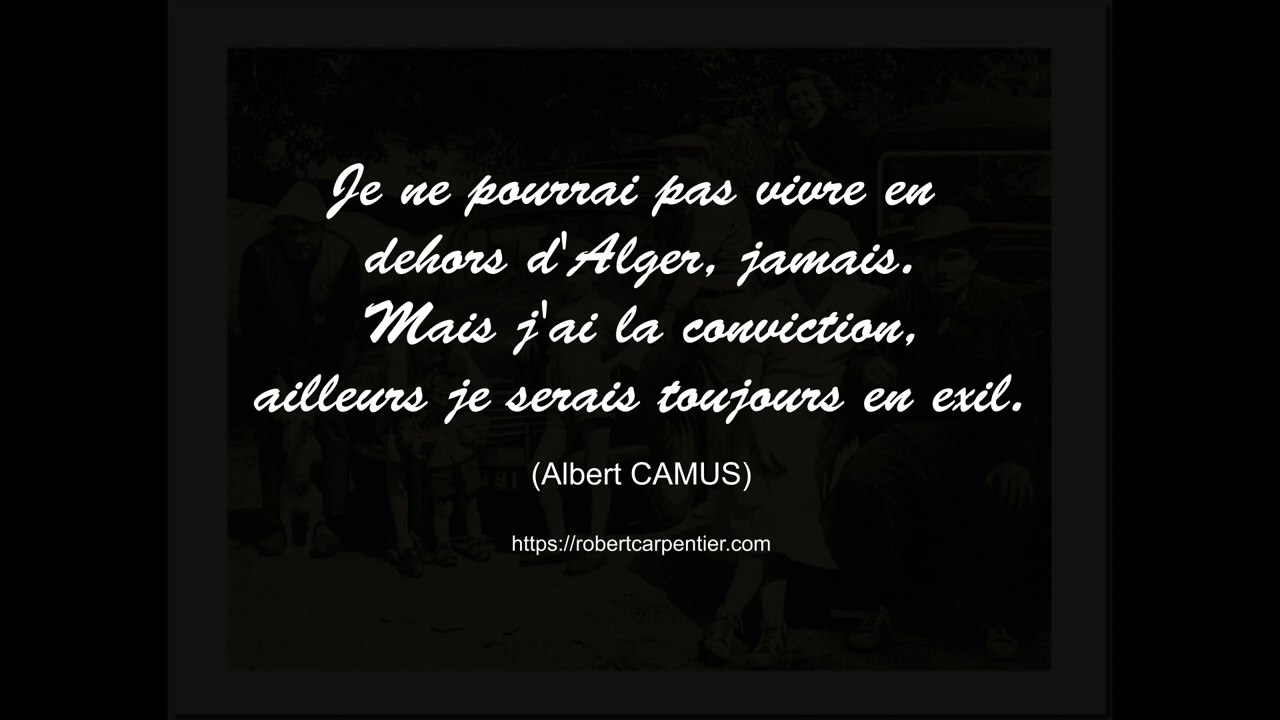 Je ne pourrai pas vivre en
dehors d'Alger, jamais.
Mais j'ai la conviction,
ailleurs je serais toujours en exil.
(Albert CAMUS)
https://robertcarpentier.com